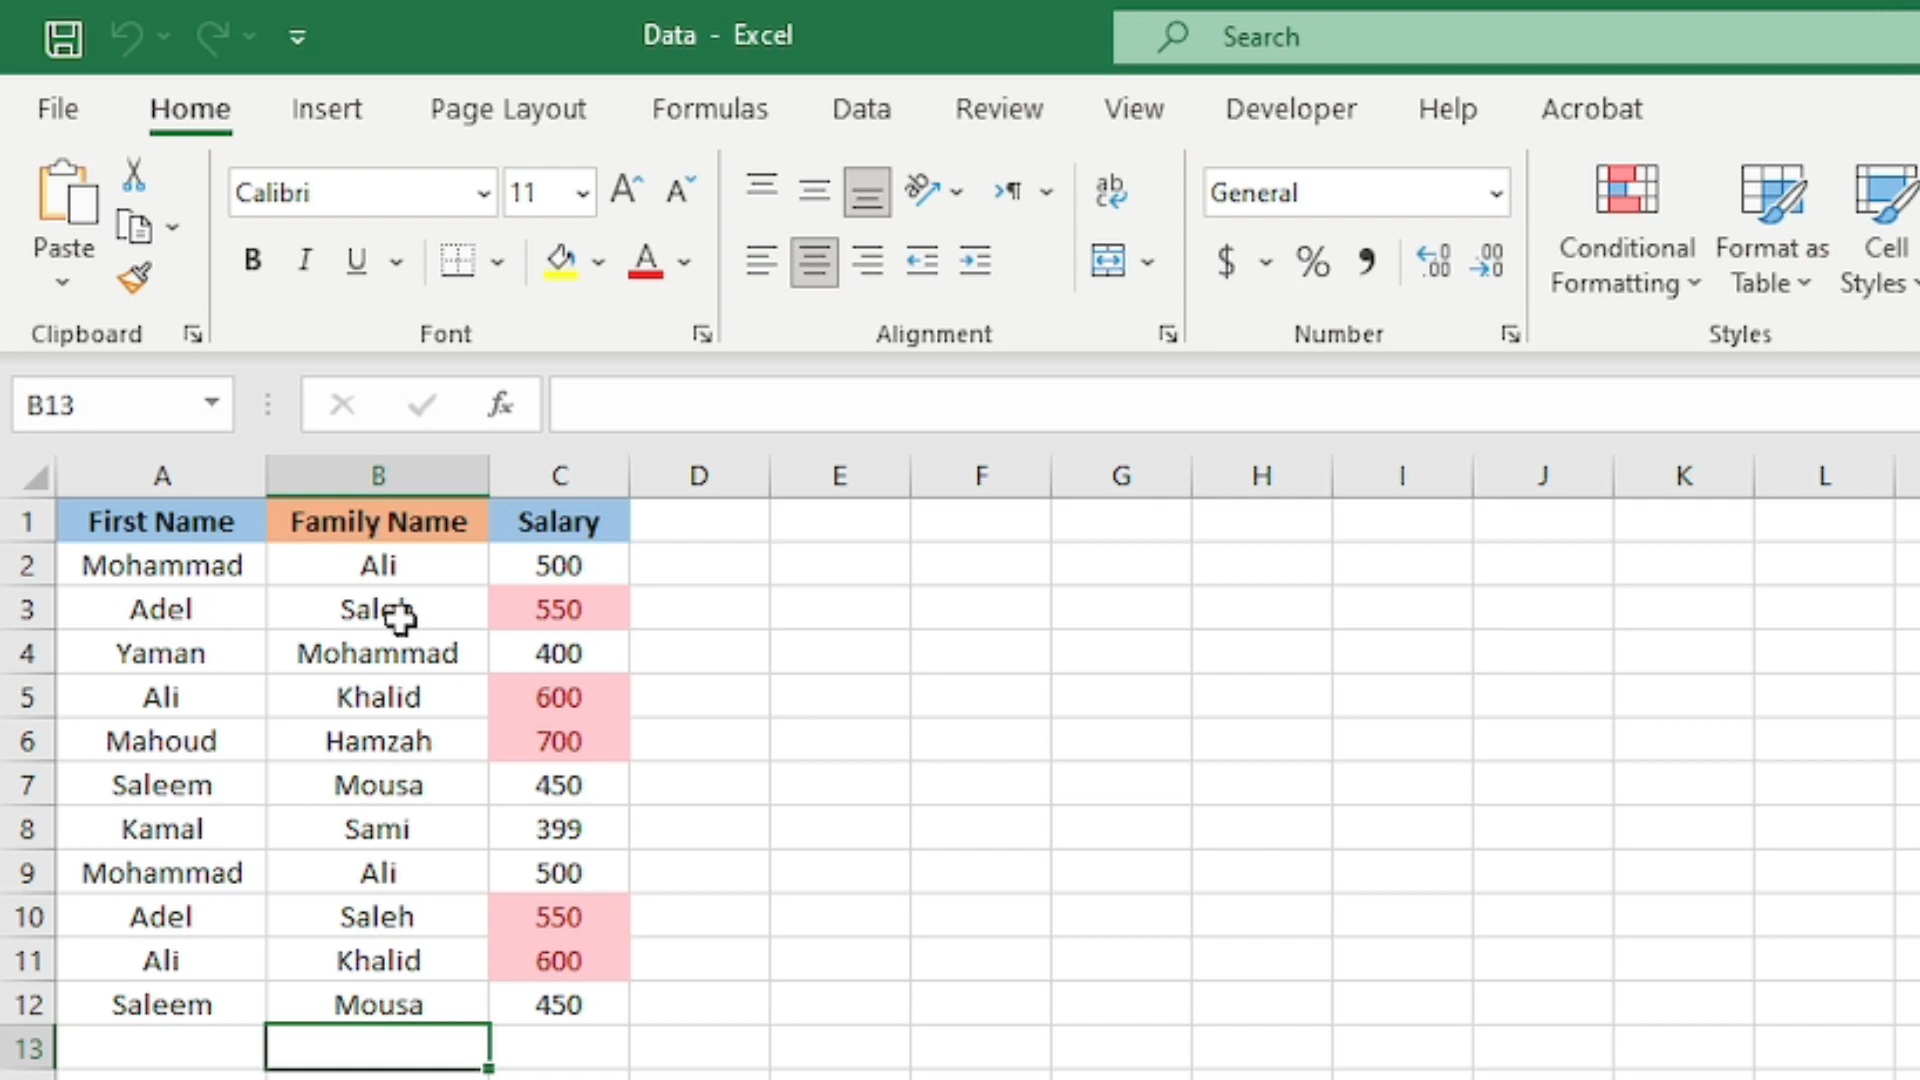 Data - Excel
Search
File Home Insert Page Layout Formulas Data Review View Developer Help Acrobat
Paste
Calibri 11
General
B I U
$ % 9
Conditional Formatting
Format as Table
Cell Styles
Clipboard Font Alignment Number Styles
B13
fx
A B C D E F G H I J K L
1 First Name Family Name Salary
2 Mohammad Ali 500
3 Adel Saleh 550
4 Yaman Mohammad 400
5 Ali Khalid 600
6 Mahoud Hamzah 700
7 Saleem Mousa 450
8 Kamal Sami 399
9 Mohammad Ali 500
10 Adel Saleh 550
11 Ali Khalid 600
12 Saleem Mousa 450
13